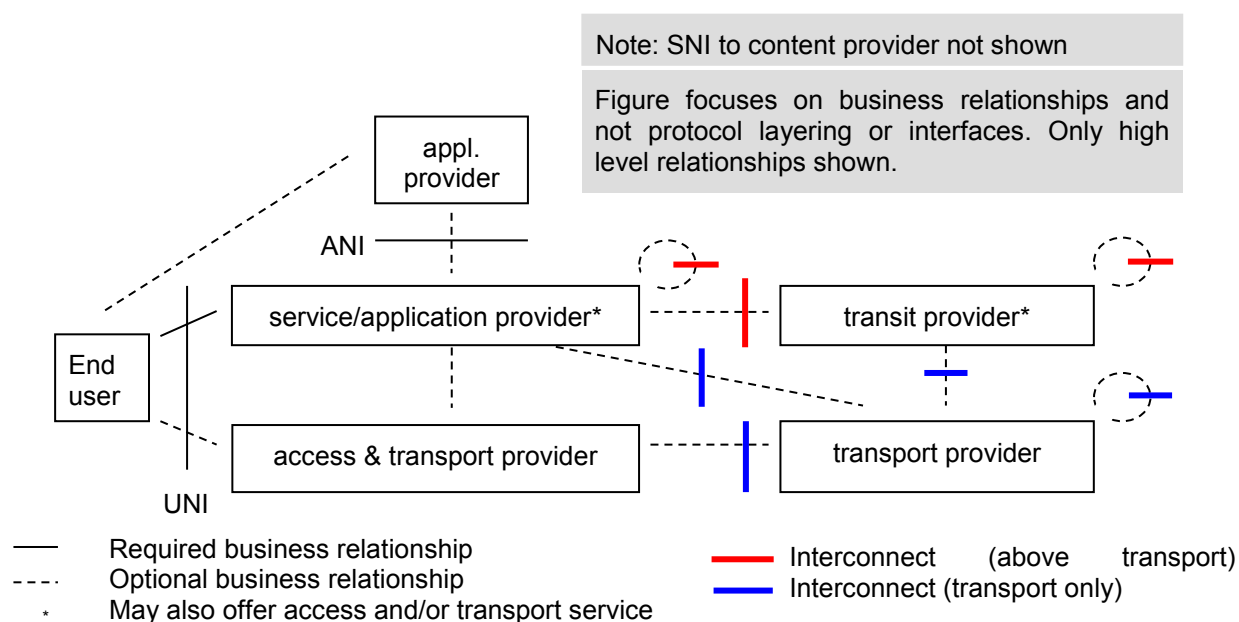 Note: SNI to content provider not shown
Figure focuses on business relationships and
not protocol layering or interfaces. Only high
level relationships shown.
appl.
provider
ANI
service/application provider*
transit provider*
End
user
access & transport provider
transport provider
UNI
Required business relationship
Optional business relationship
* May also offer access and/or transport service
Interconnect (above transport)
Interconnect (transport only)